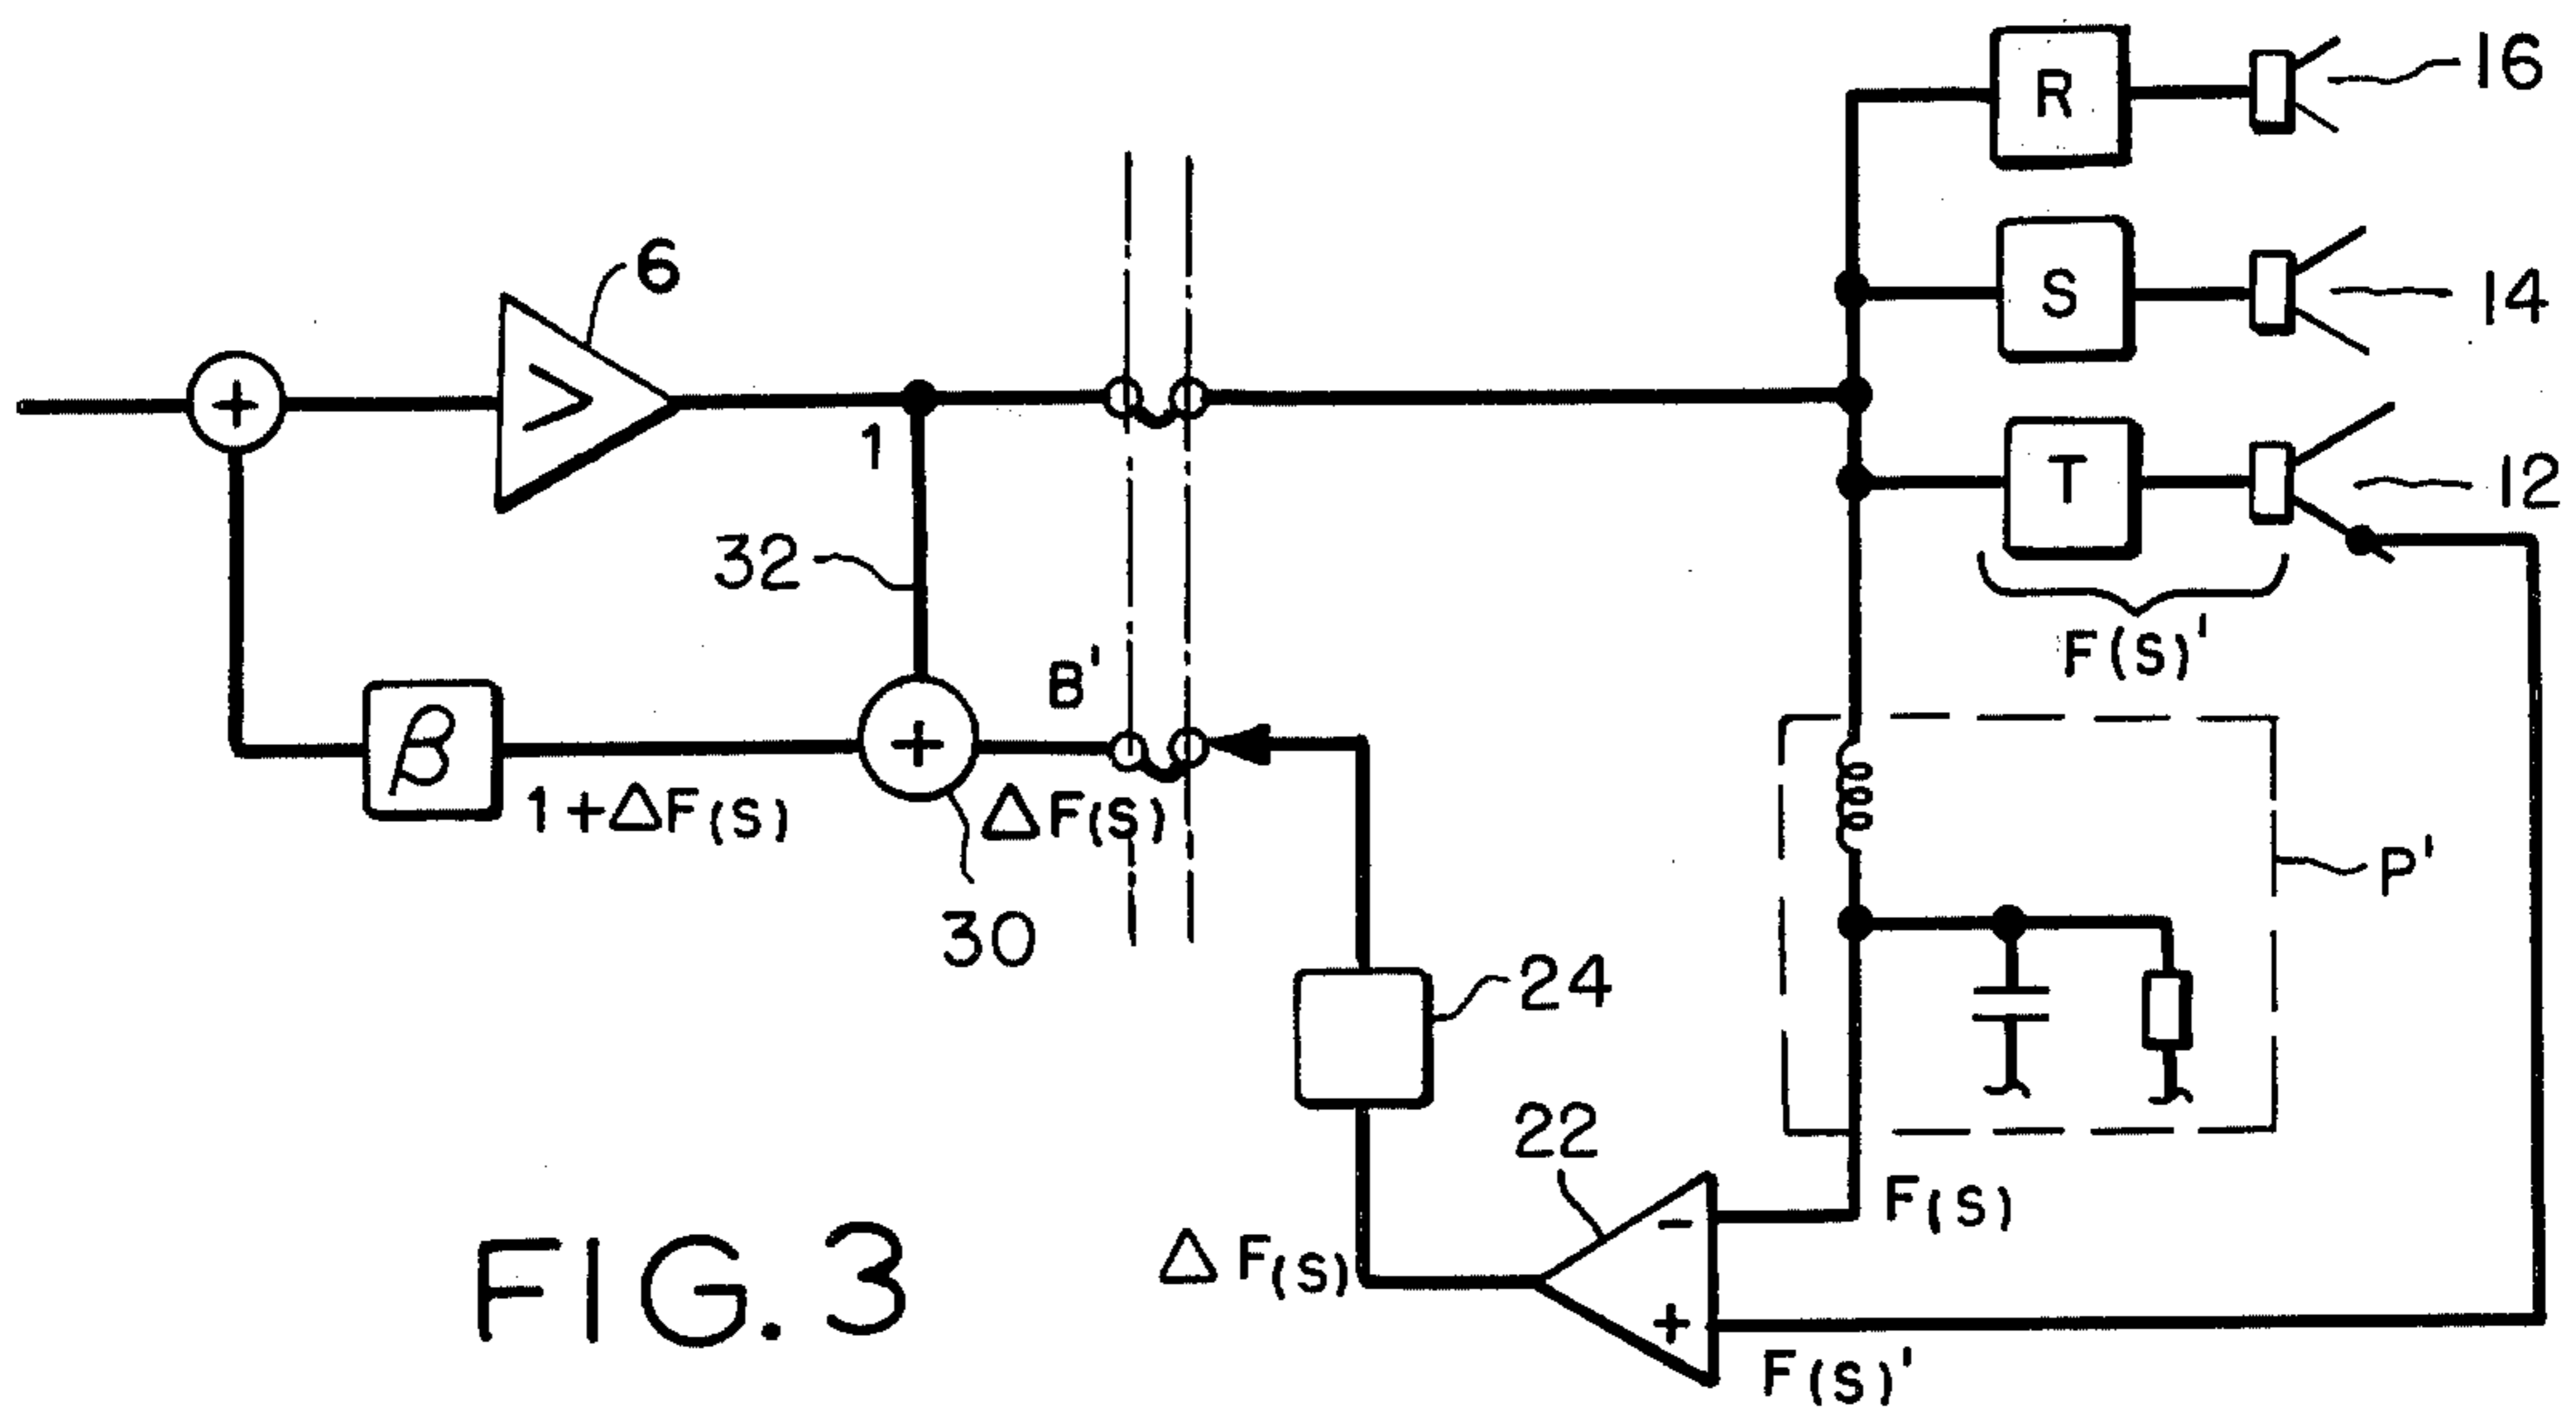 R
16
S
14
6
+
>
1
T
12
32
F(S)'
B'
β
+
1+ΔF(S)
ΔF(S)
30
P'
24
22
F(S)
-
ΔF(S)
+
F(S)'
FIG. 3